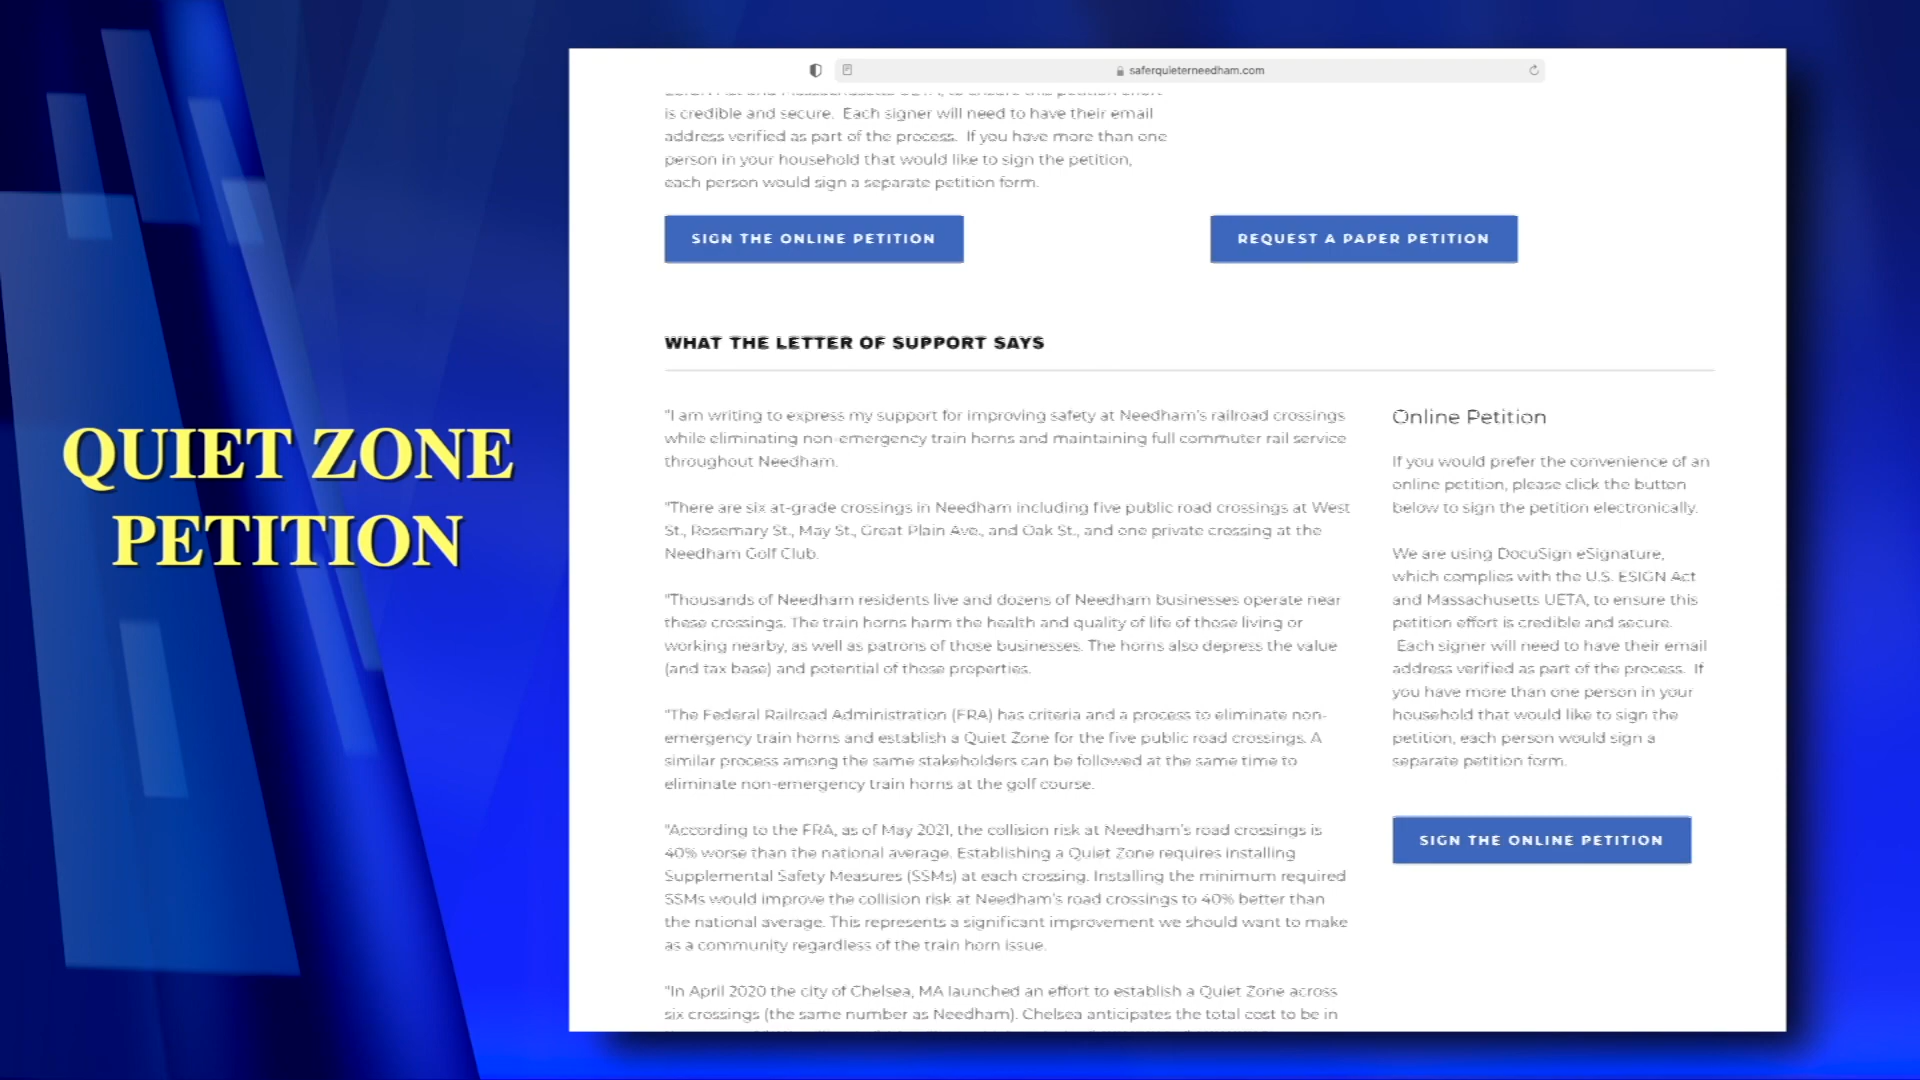 QUIET ZONE
PETITION
saferquieterneedham.com
is credible and secure.  Each signer will need to have their email
address verified as part of the process.  If you have more than one
person in your household that would like to sign the petition,
each person would sign a separate petition form.
SIGN THE ONLINE PETITION
REQUEST A PAPER PETITION
WHAT THE LETTER OF SUPPORT SAYS
"I am writing to express my support for improving safety at Needham's railroad crossings
while eliminating non-emergency train horns and maintaining full commuter rail service
throughout Needham.
"There are six at-grade crossings in Needham including five public road crossings at West
St., Rosemary St., May St., Great Plain Ave., and Oak St., and one private crossing at the
Needham Golf Club.
"Thousands of Needham residents live and dozens of Needham businesses operate near
these crossings. The train horns harm the health and quality of life of those living or
working nearby, as well as patrons of those businesses. The horns also depress the value
(and tax base) and potential of those properties.
"The Federal Railroad Administration (FRA) has criteria and a process to eliminate non-
emergency train horns and establish a Quiet Zone for the five public road crossings. A
similar process among the same stakeholders can be followed at the same time to
eliminate non-emergency train horns at the golf course.
"According to the FRA, as of May 2021, the collision risk at Needham's road crossings is
40% worse than the national average. Establishing a Quiet Zone requires installing
Supplemental Safety Measures (SSMs) at each crossing. Installing the minimum required
SSMs would improve the collision risk at Needham's road crossings to 40% better than
the national average. This represents a significant improvement we should want to make
as a community regardless of the train horn issue.
"In April 2020 the city of Chelsea, MA launched an effort to establish a Quiet Zone across
six crossings (the same number as Needham). Chelsea anticipates the total cost to be in
Online Petition
If you would prefer the convenience of an
online petition, please click the button
below to sign the petition electronically.
We are using DocuSign eSignature,
which complies with the U.S. ESIGN Act
and Massachusetts UETA, to ensure this
petition effort is credible and secure.
Each signer will need to have their email
address verified as part of the process.  If
you have more than one person in your
household that would like to sign the
petition, each person would sign a
separate petition form.
SIGN THE ONLINE PETITION